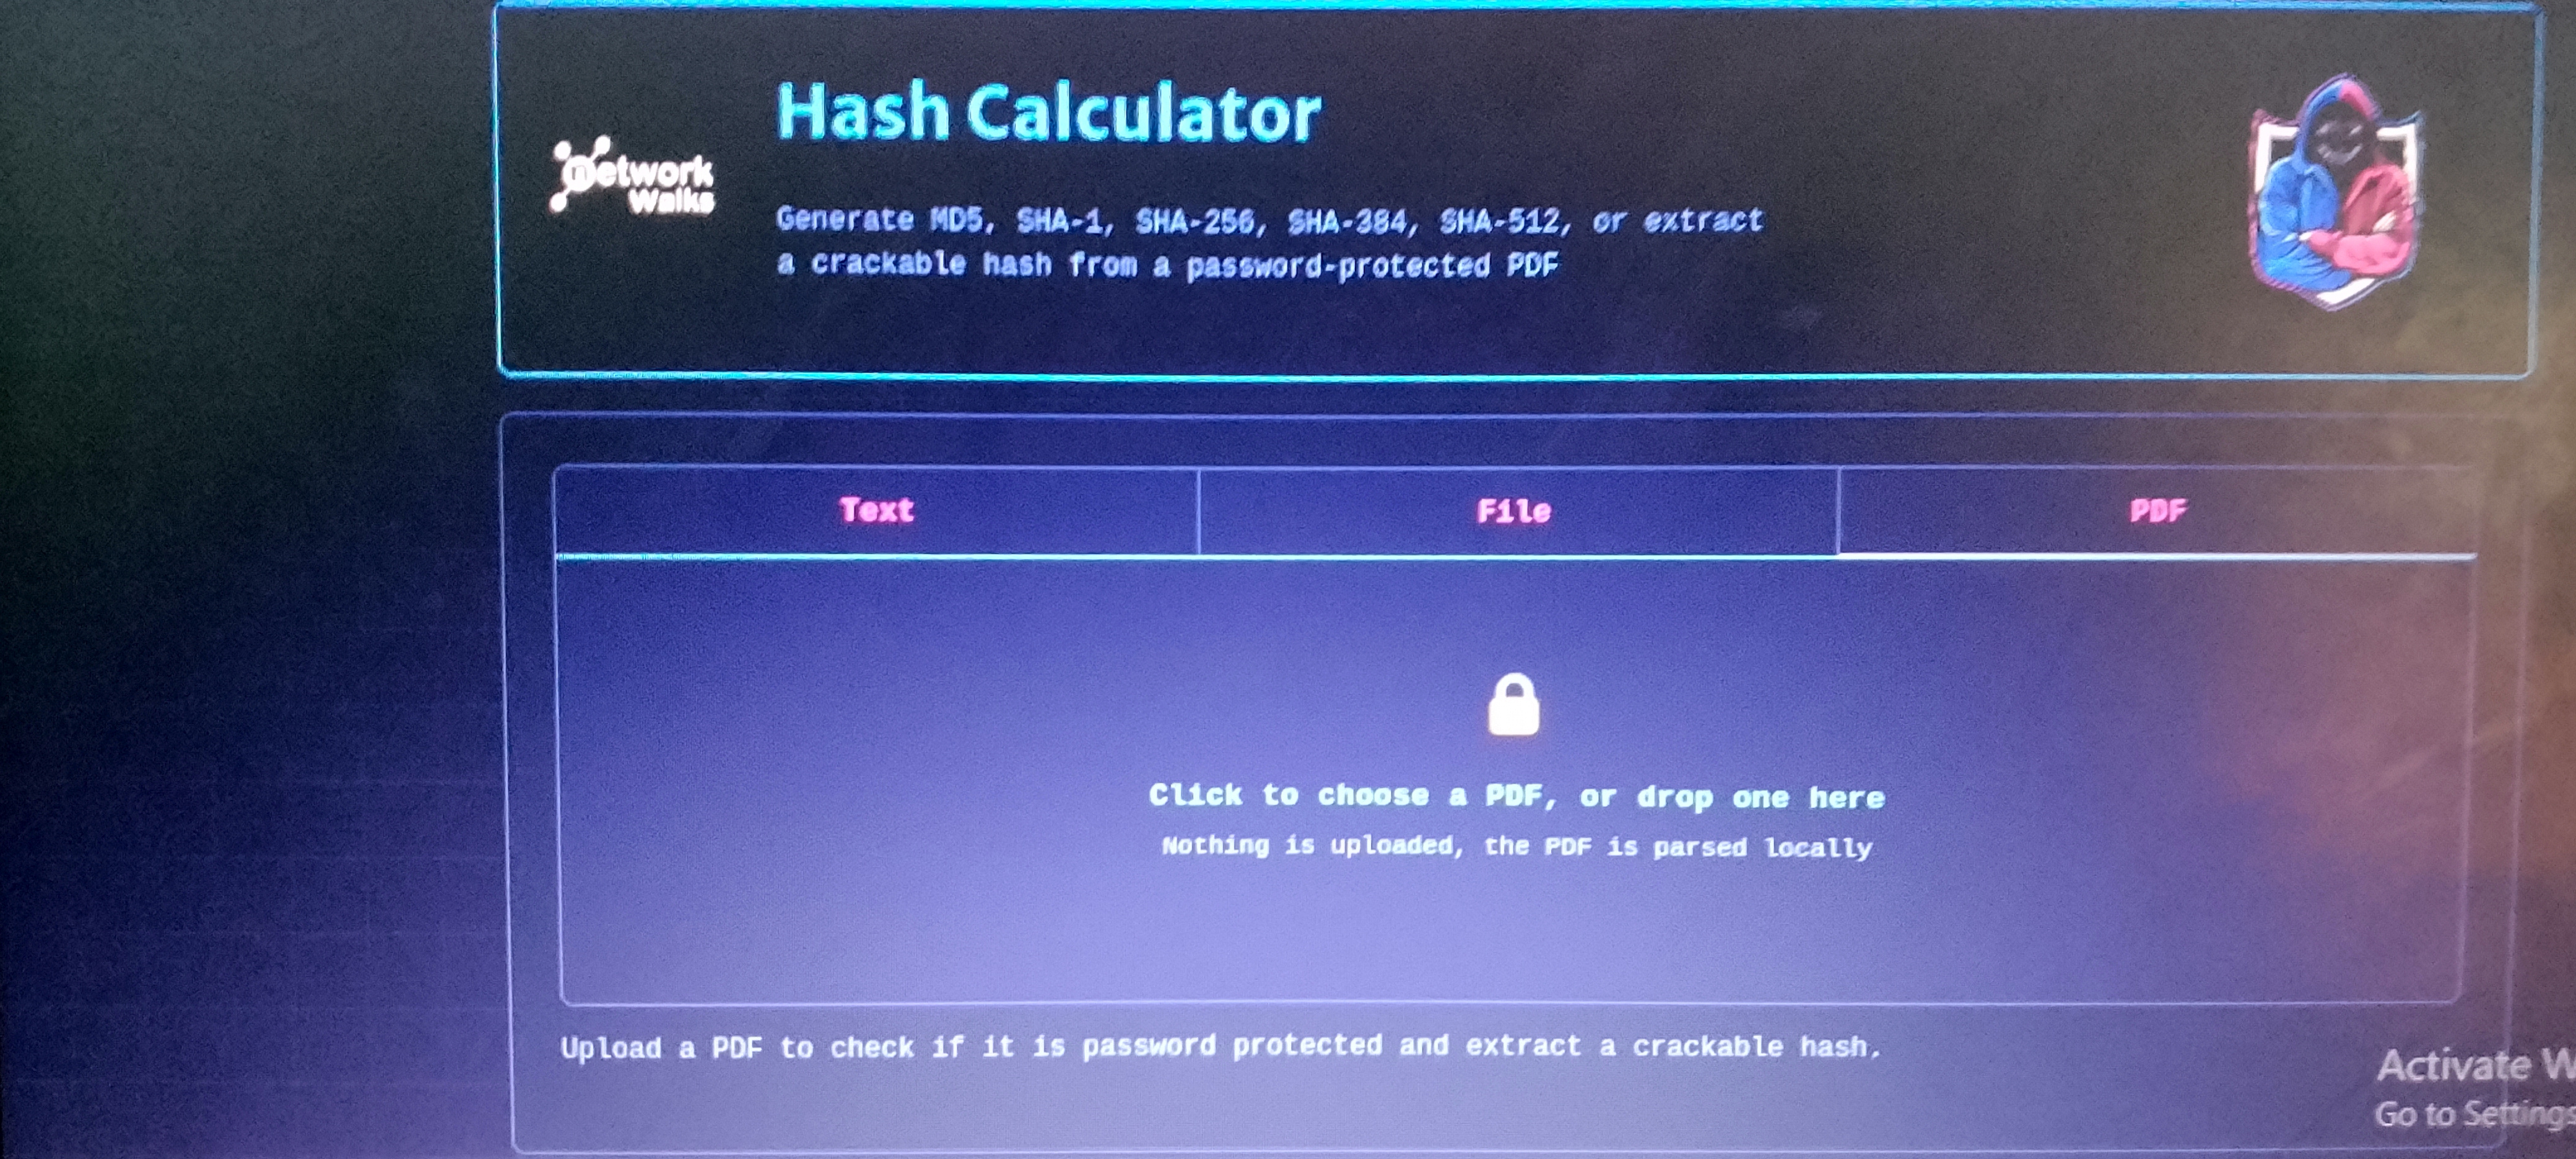 Hash Calculator
network
Walks
Generate MD5, SHA-1, SHA-256, SHA-384, SHA-512, or extract
a crackable hash from a password-protected PDF
Text
File
PDF
Click to choose a PDF, or drop one here
Nothing is uploaded, the PDF is parsed locally
Upload a PDF to check if it is password protected and extract a crackable hash.
Activate W
Go to Settings